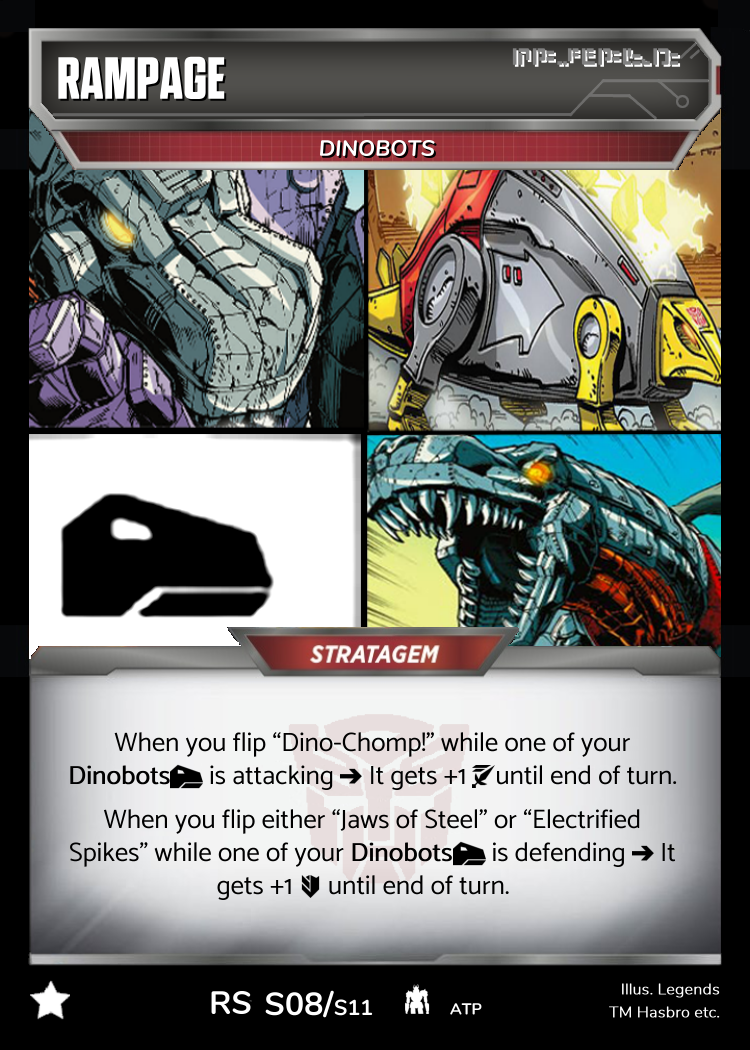 RAMPAGE
DINOBOTS
STRATAGEM
When you flip “Dino-Chomp!” while one of your
Dinobots is attacking ➔ It gets +1 until end of turn.
When you flip either “Jaws of Steel” or “Electrified
Spikes” while one of your Dinobots is defending ➔ It
gets +1 until end of turn.
RS S08/S11 ATP
Illus. Legends
TM Hasbro etc.